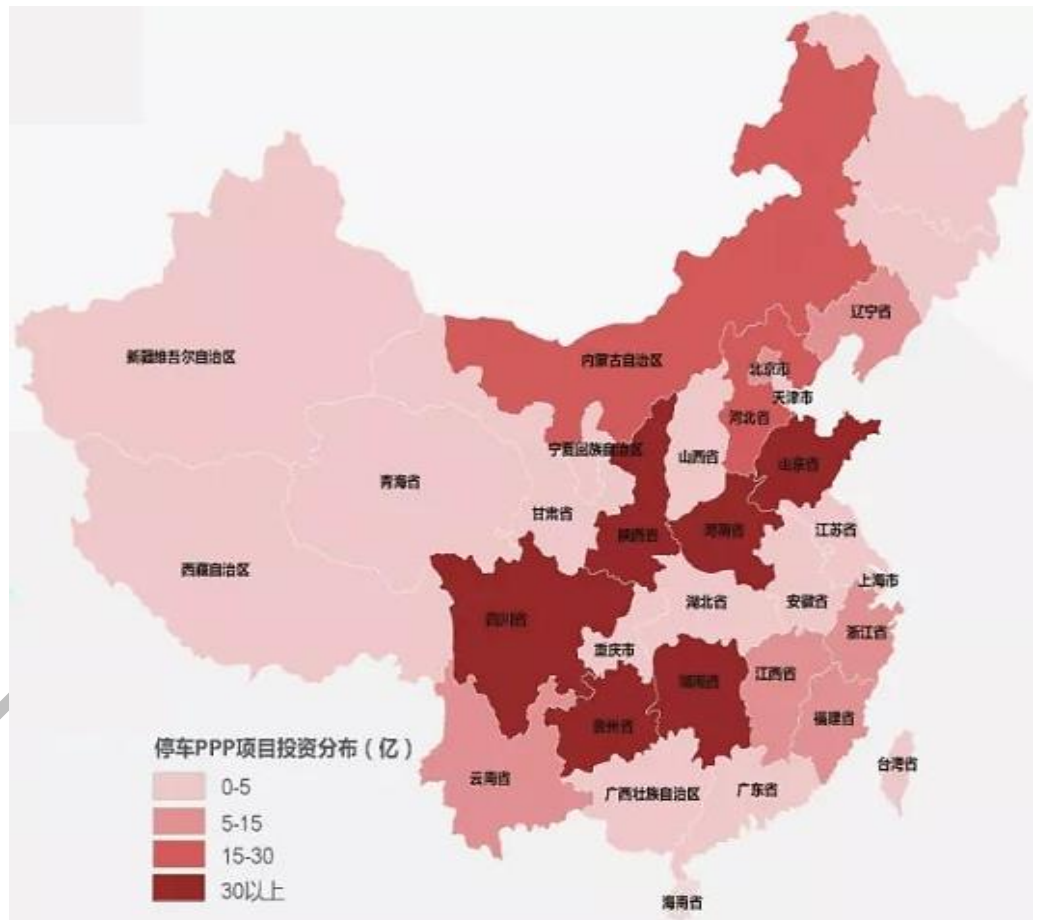 辽宁省
新疆维吾尔自治区
内蒙古自治区
北京市
天津市
河北省
宁夏回族自治区
山西省
山东省
青海省
甘肃省
陕西省
河南省
江苏省
西藏自治区
上海市
湖北省
安徽省
四川省
浙江省
重庆市
江西省
湖南省
福建省
贵州省
停车PPP项目投资分布（亿）
台湾省
云南省
0-5
广西壮族自治区
广东省
5-15
15-30
30以上
海南省